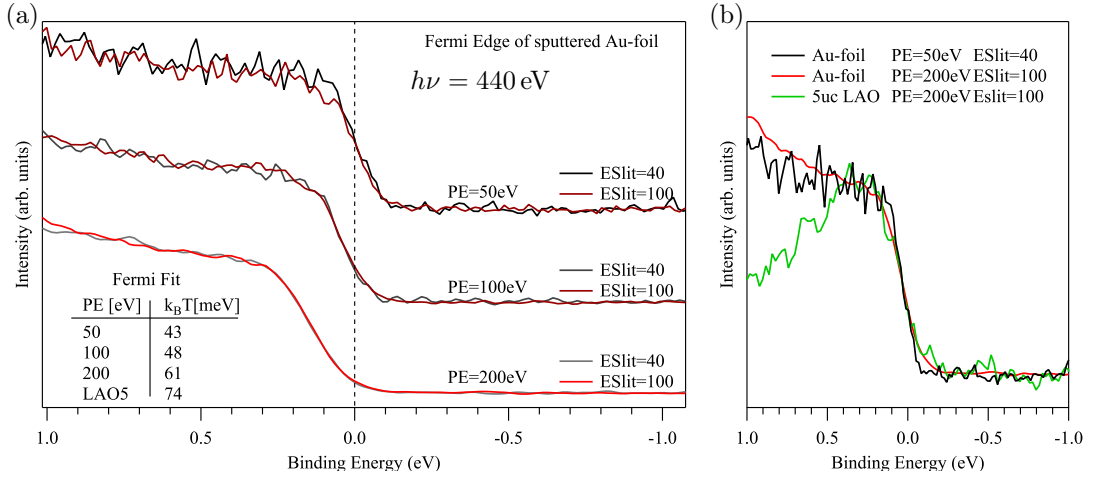 (a)
Fermi Edge of sputtered Au-foil
hν = 440 eV
ESlit=40
PE=50eV
ESlit=100
ESlit=40
PE=100eV
ESlit=100
ESlit=40
PE=200eV
ESlit=100
Fermi Fit
PE [eV] k_BT[meV]
50 43
100 48
200 61
LAO5 74
Intensity (arb. units)
1.0 0.5 0.0 -0.5 -1.0
Binding Energy (eV)
(b)
Au-foil PE=50eV ESlit=40
Au-foil PE=200eV ESlit=100
5uc LAO PE=200eV Eslit=100
Intensity (arb. units)
1.0 0.5 0.0 -0.5 -1.0
Binding Energy (eV)